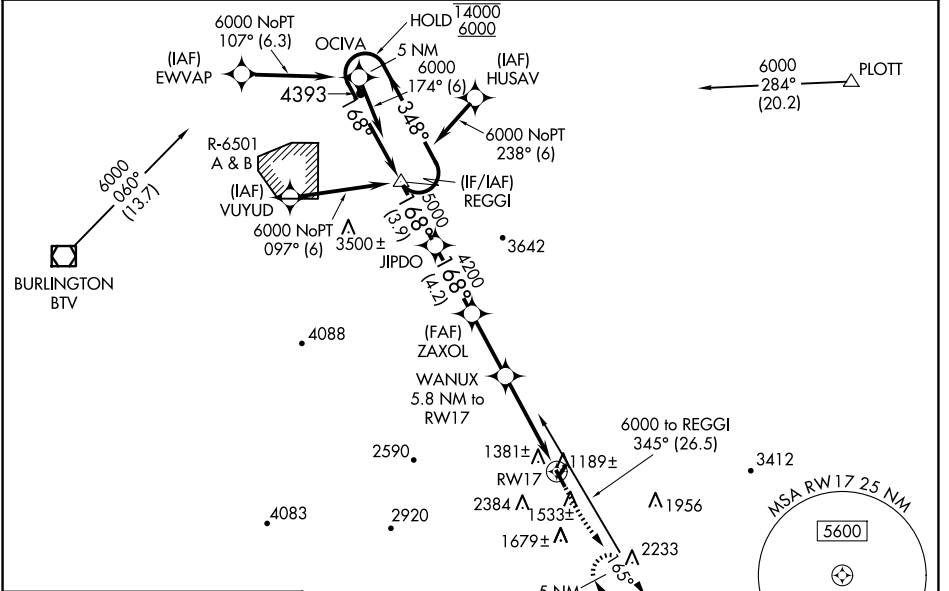 6000 NoPT
107° (6.3)
HOLD 14000
6000
OCIVA
5 NM
(IAF)
EWVAP
4393
6000
174° (6)
(IAF)
HUSAV
6000
284°
(20.2)
PLOTT
168°
348°
6000 NoPT
238° (6)
R-6501
A & B
(IAF)
VUYUD
6000
060°
(13.7)
(IF/IAF)
REGGI
6000 NoPT
097° (6)
3500±
5000
168°
(3.9)
3642
BURLINGTON
BTV
JIPDO
4200
168°
(4.2)
4088
(FAF)
ZAXOL
WANUX
5.8 NM to
RW17
6000 to REGGI
345° (26.5)
2590
1381±
1189±
RW17
3412
2384
1533±
1956
MSA RW17 25 NM
5600
4083
2920
1679±
2233
165°
5 NM